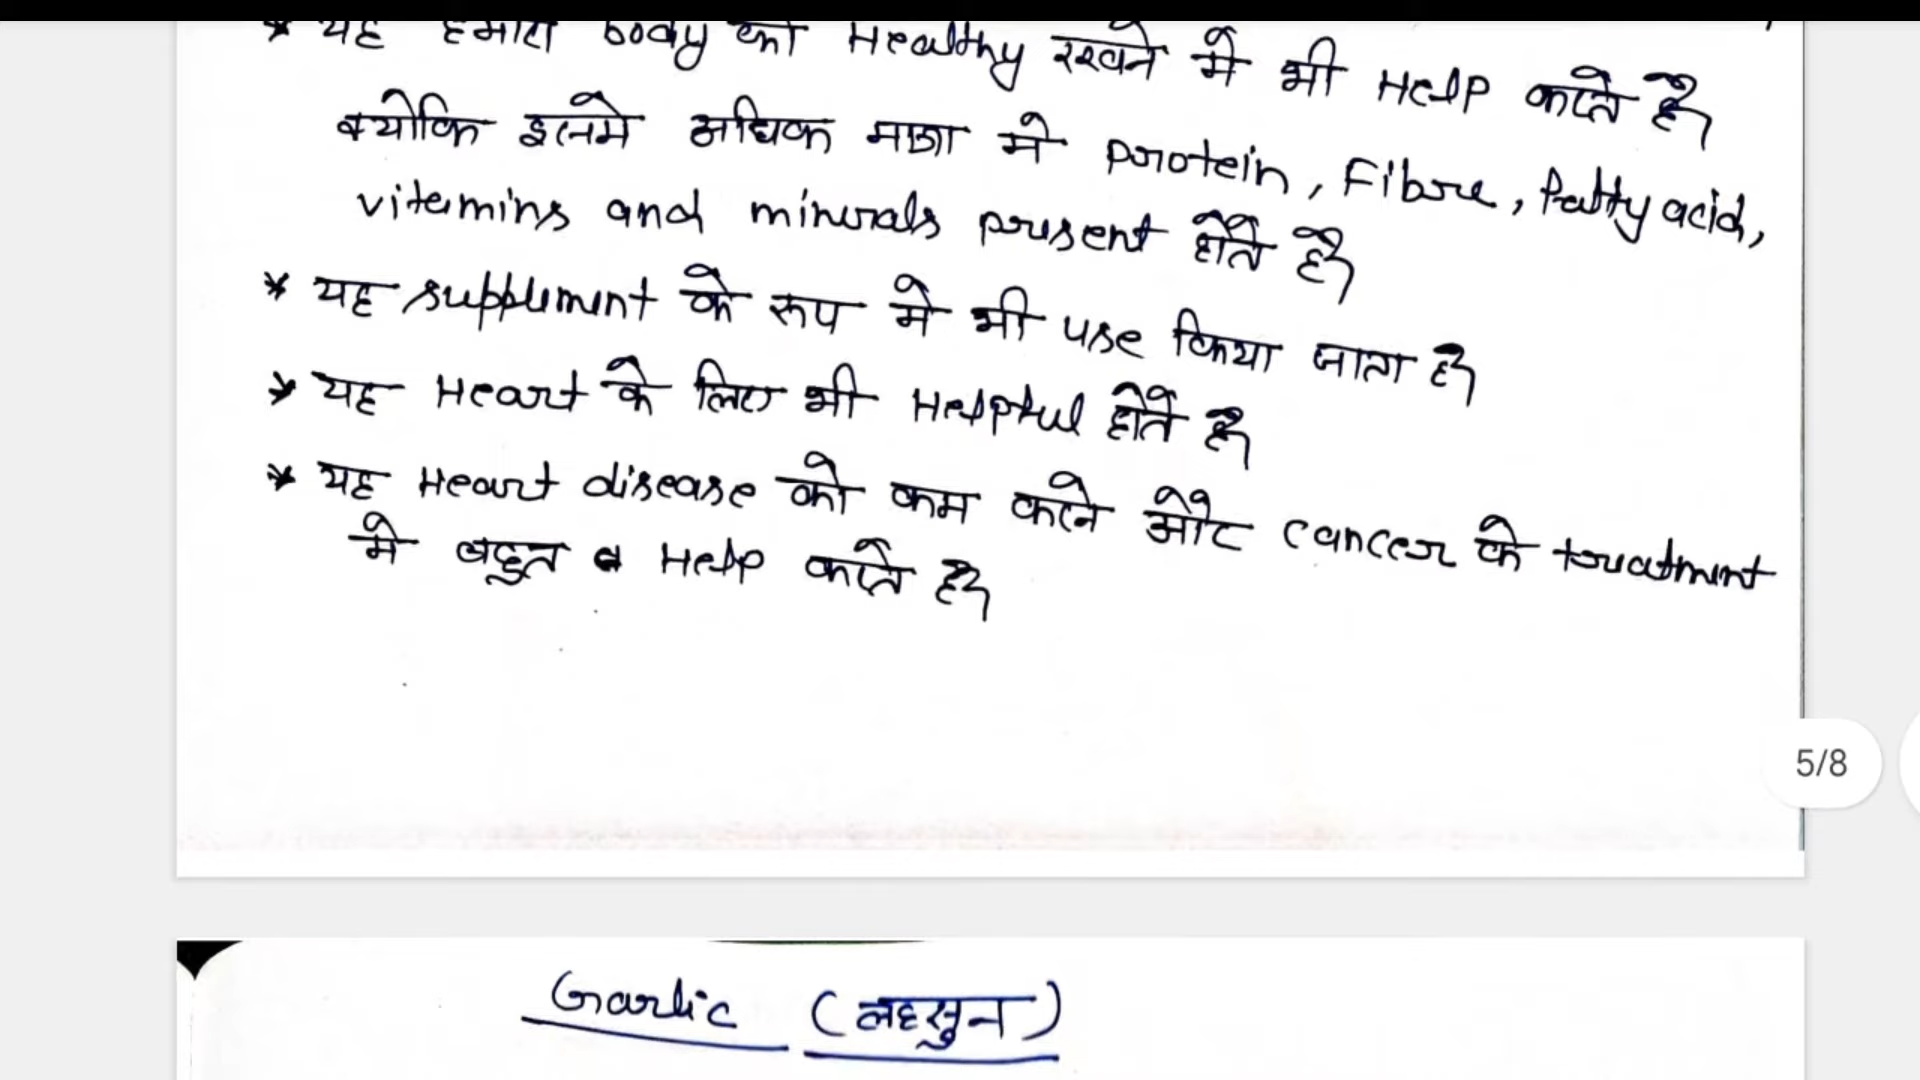 * यह हमारी body को Healthy रखने मे भी Help करते है
क्योकि इनमे अधिक मात्रा मे protein, Fibre, Fatty acid,
vitamins and minerals present होते है
* यह supplement के रूप मे भी use किया जाता है
* यह Heart के लिए भी Helpful होते है
* यह Heart disease को कम करने और cancer के treatment
मे बहुत Help करते है
5/8
Garlic (लहसुन)